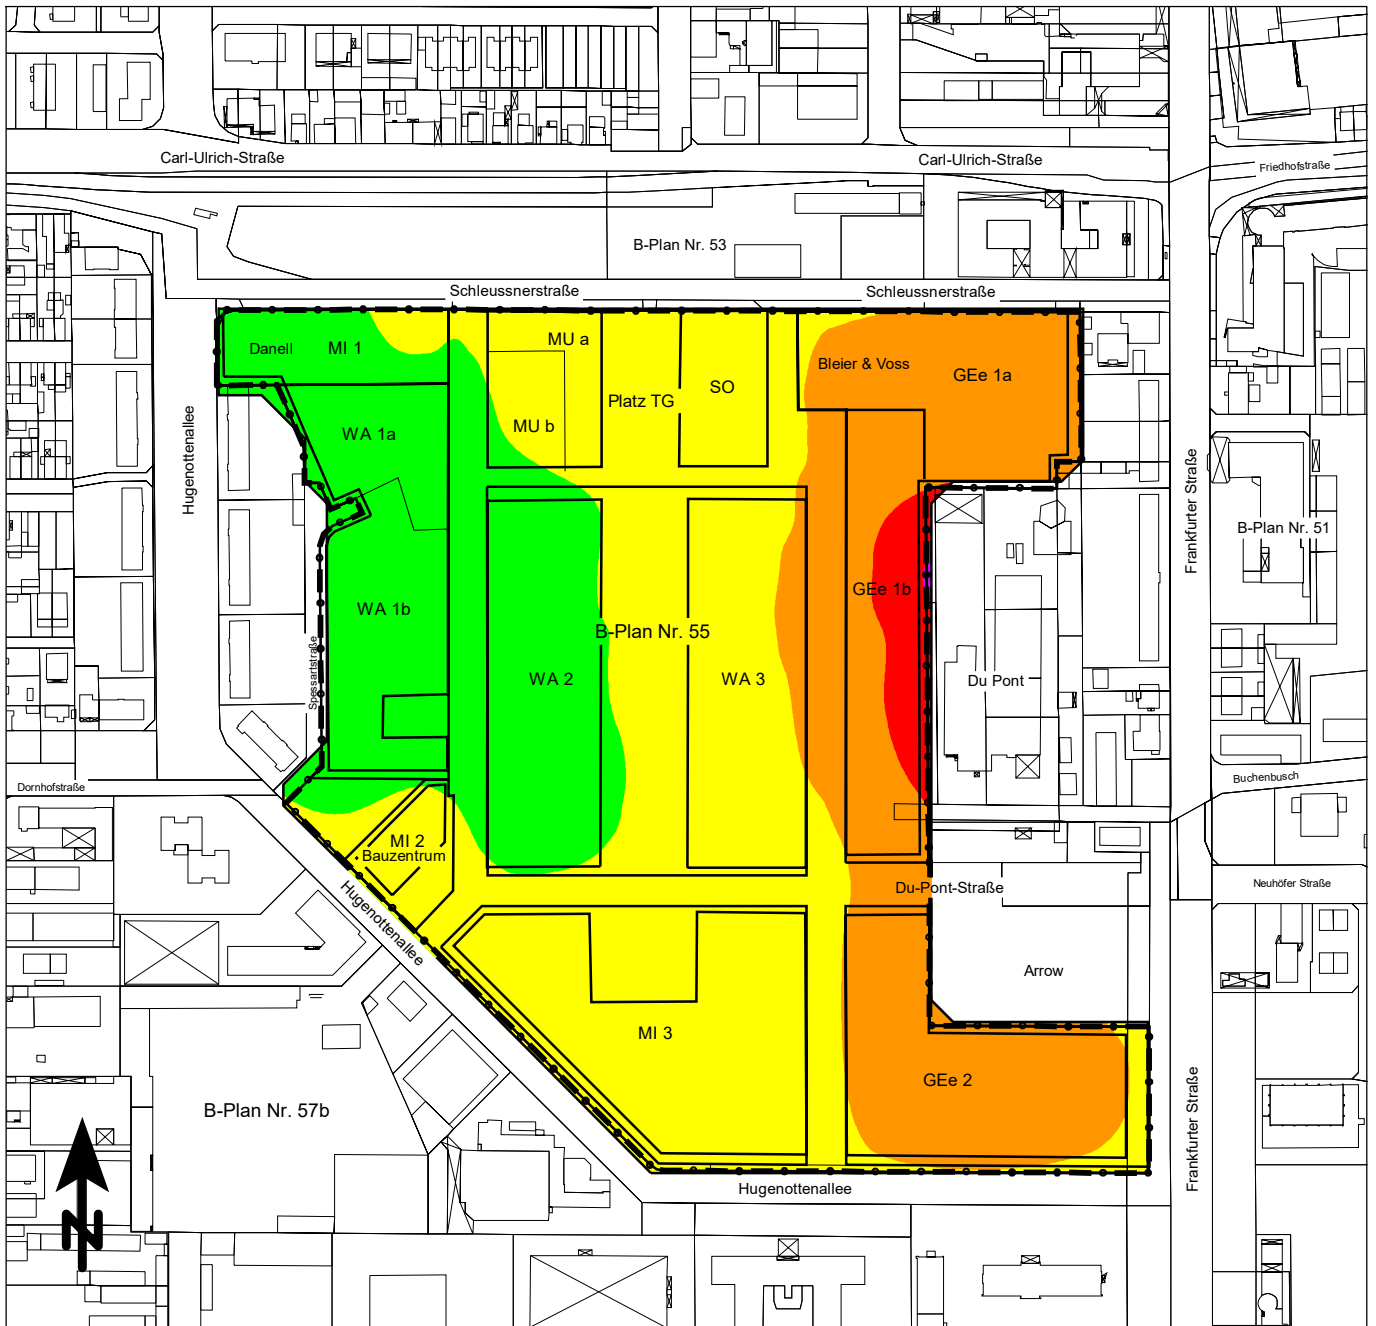 Carl-Ulrich-Straße
Carl-Ulrich-Straße
Friedhofstraße
B-Plan Nr. 53
Schleussnerstraße
Schleussnerstraße
Danell
MI 1
MU a
Bleier & Voss
GEe 1a
SO
Platz TG
MU b
WA 1a
Hugenottenallee
Frankfurter Straße
B-Plan Nr. 51
GEe 1b
WA 1b
B-Plan Nr. 55
Spessartstraße
WA 2
WA 3
Du Pont
Buchenbusch
Dornhofstraße
MI 2
Bauzentrum
Du-Pont-Straße
Neuhöfer Straße
Hugenottenallee
Arrow
MI 3
GEe 2
B-Plan Nr. 57b
Frankfurter Straße
Hugenottenallee
N